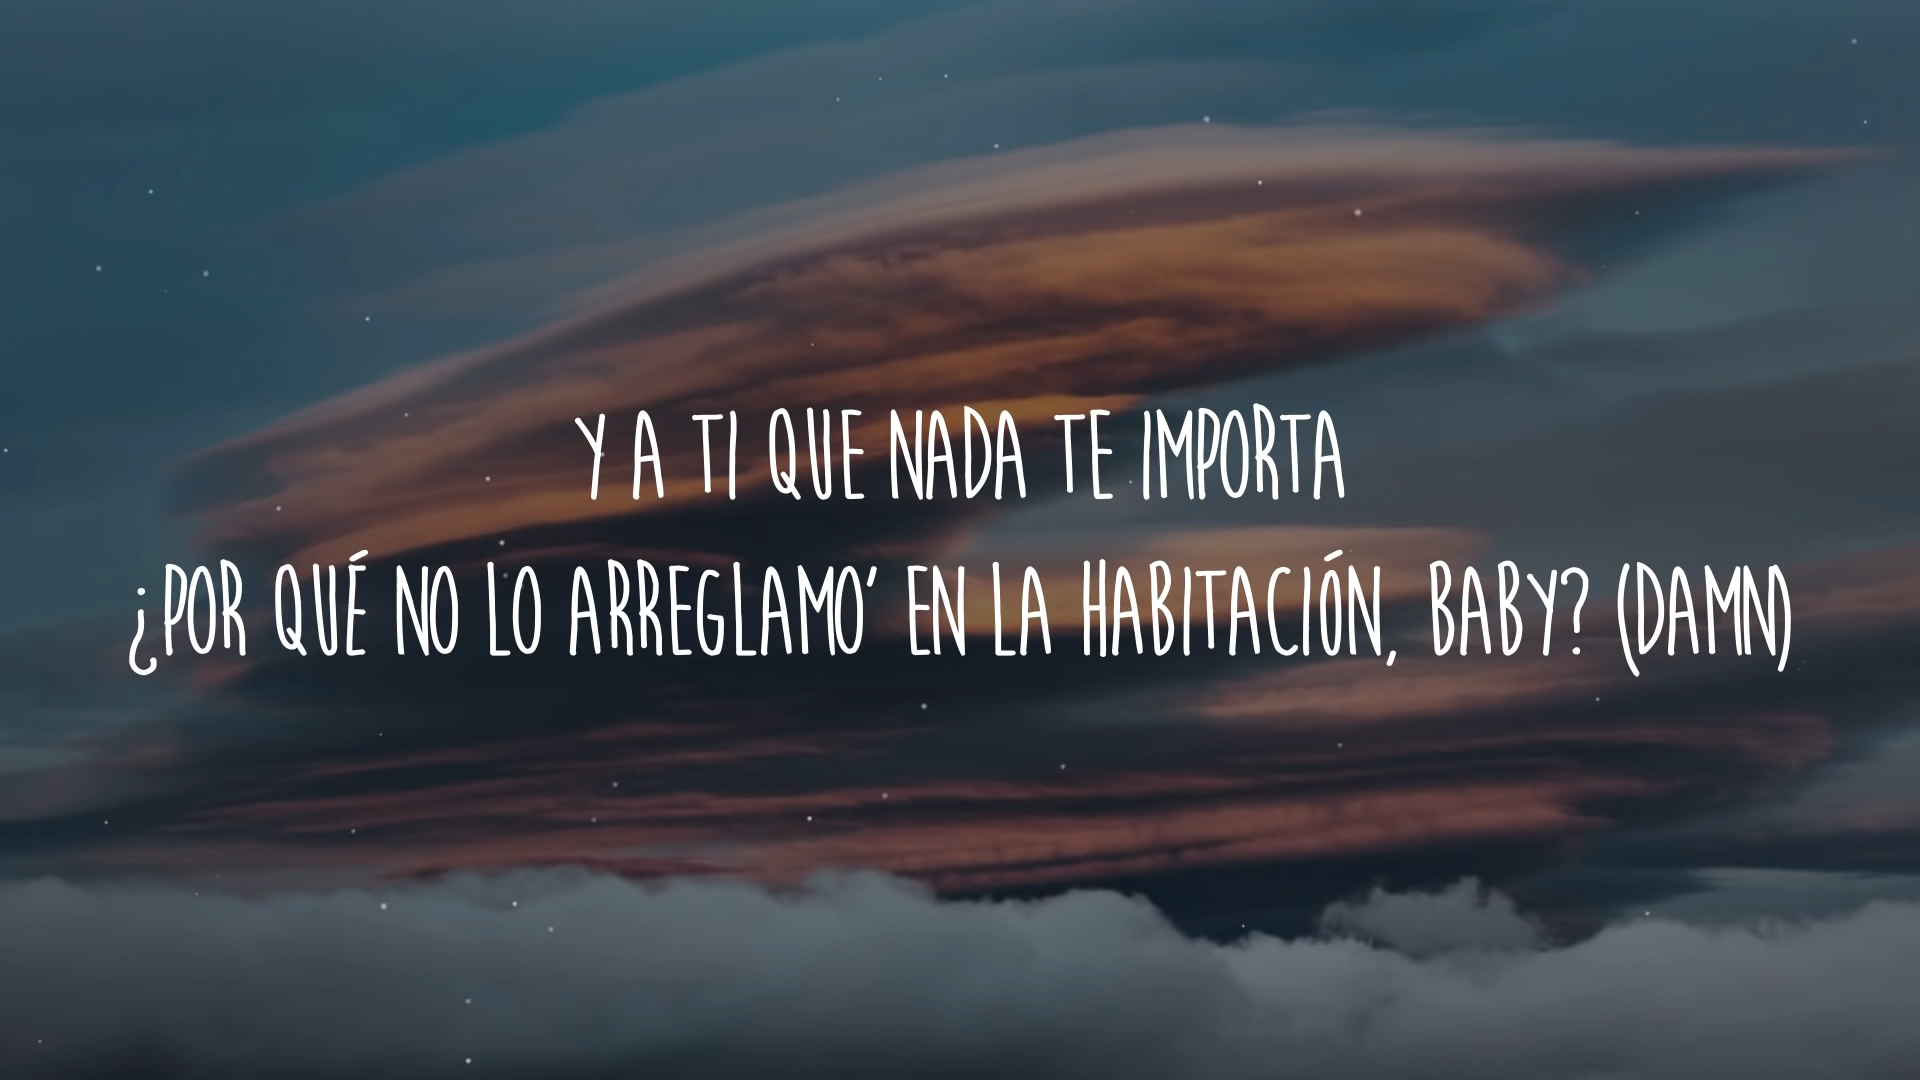 Y A TI QUE NADA TE IMPORTA
¿POR QUÉ NO LO ARREGLAMO' EN LA HABITACIÓN, BABY? (DAMN)